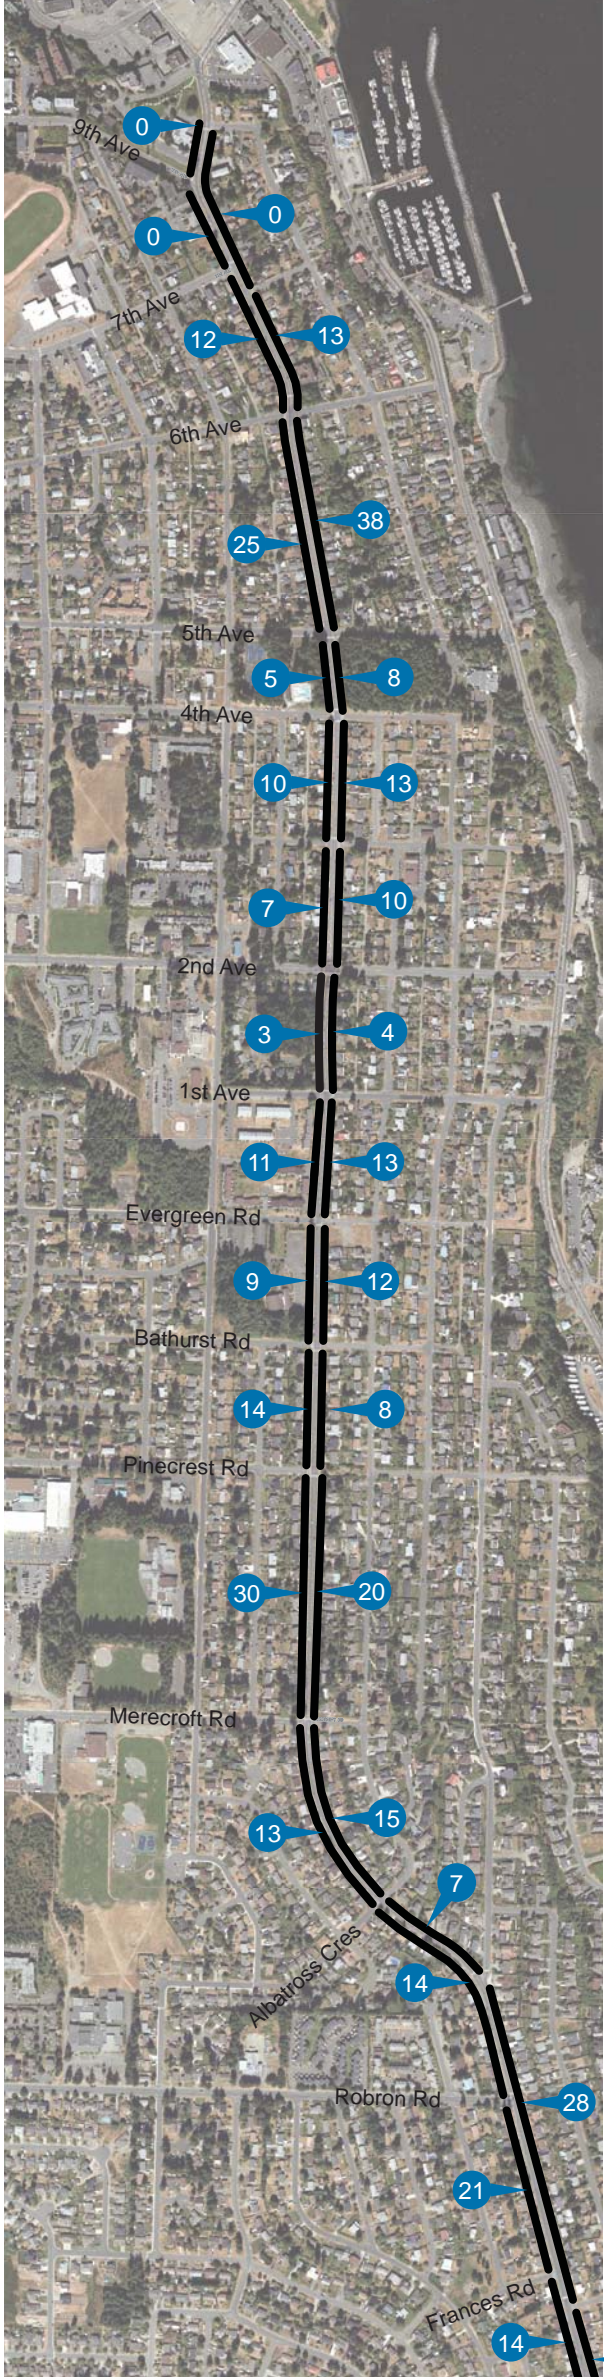 0
9th Ave
0
0
7th Ave
12
13
6th Ave
38
25
5th Ave
5
8
4th Ave
10
13
7
10
2nd Ave
3
4
1st Ave
11
13
Evergreen Rd
9
12
Bathurst Rd
14
8
Pinecrest Rd
30
20
Merecroft Rd
15
13
7
Albatross Cres
14
Robron Rd
28
21
Frances Rd
14